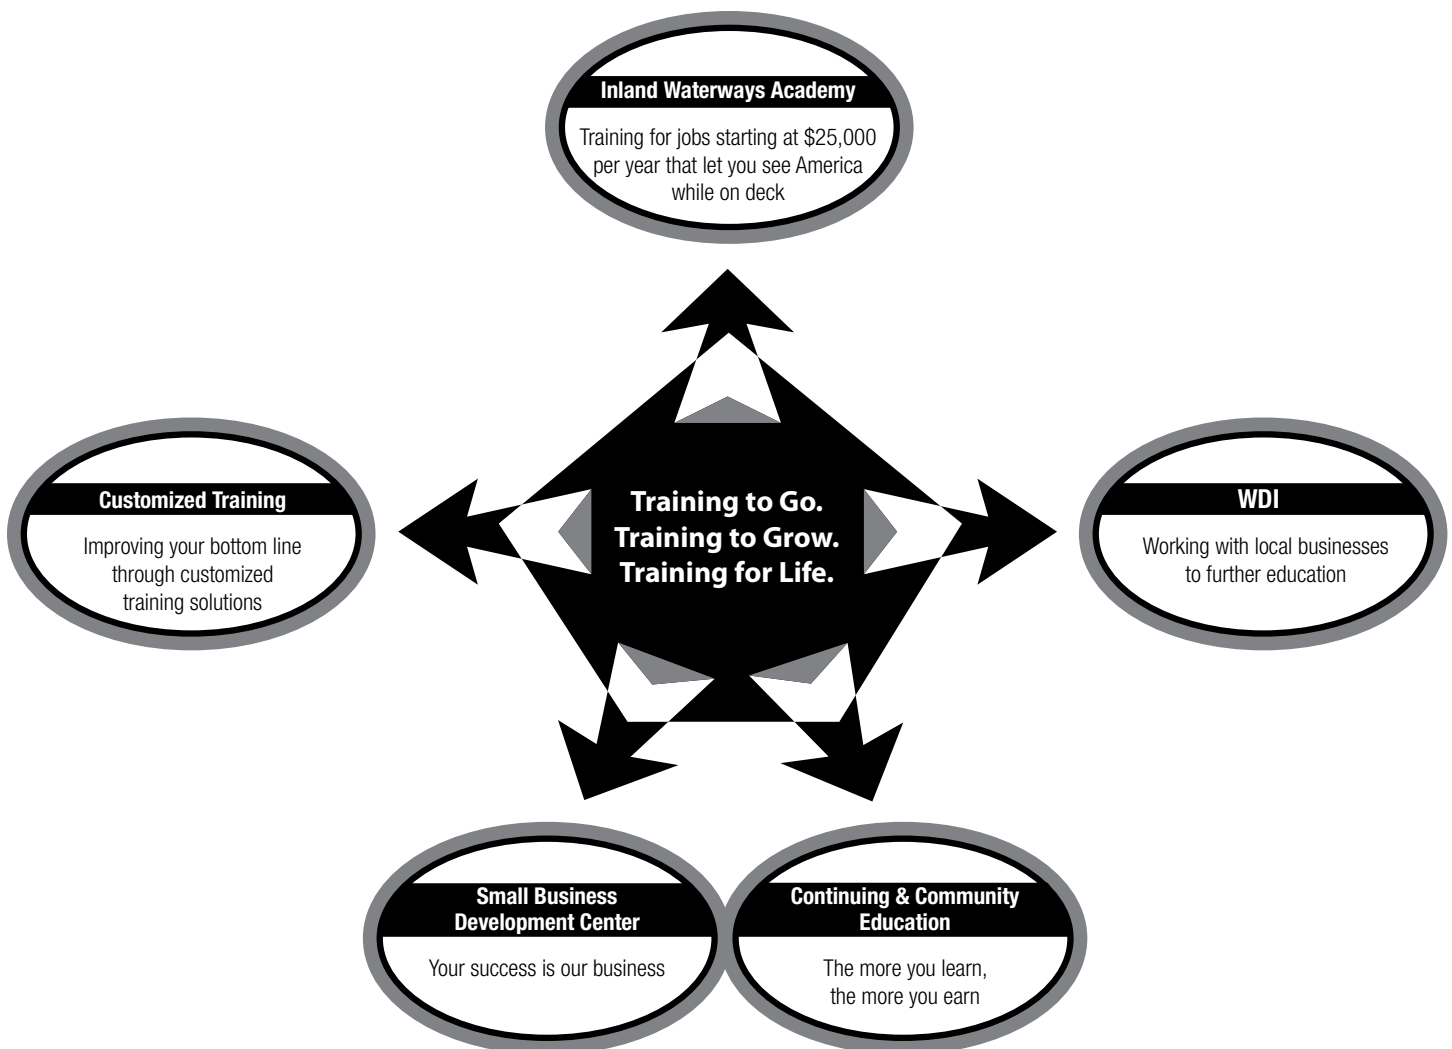 Inland Waterways Academy
Training for jobs starting at $25,000
per year that let you see America
while on deck
Customized Training
Improving your bottom line
through customized
training solutions
Training to Go.
Training to Grow.
Training for Life.
WDI
Working with local businesses
to further education
Small Business
Development Center
Your success is our business
Continuing & Community
Education
The more you learn,
the more you earn